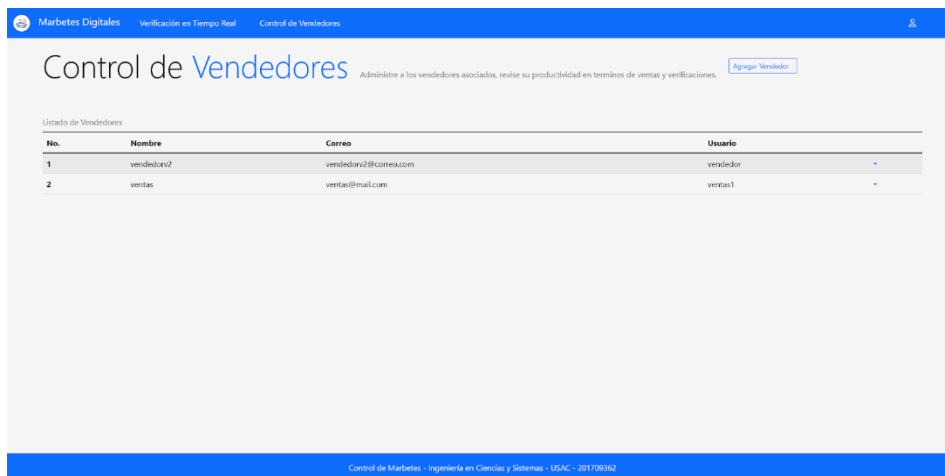 Marbetes Digitales Verificación en Tiempo Real Control de Vendedores
Control de Vendedores Administre a los vendedores asociados, revise su productividad en terminos de ventas y verificaciones. Agregar Vendedor
Listado de Vendedores
No. Nombre Correo Usuario
1 vendedorv2 vendedorv2@correo.com vendedor
2 ventas ventas@mail.com ventas1
Control de Marbetes - Ingeniería en Ciencias y Sistemas - USAC - 201709362